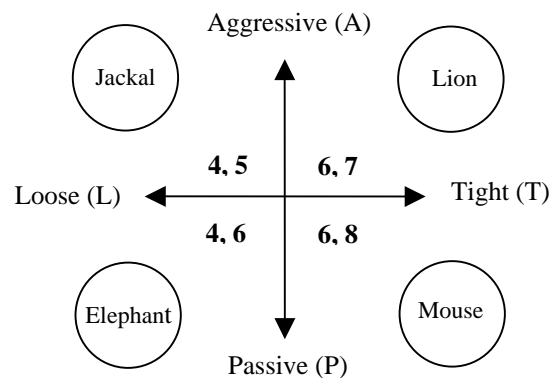 Aggressive (A)
Jackal
Lion
4, 5
6, 7
Loose (L)
Tight (T)
4, 6
6, 8
Elephant
Mouse
Passive (P)